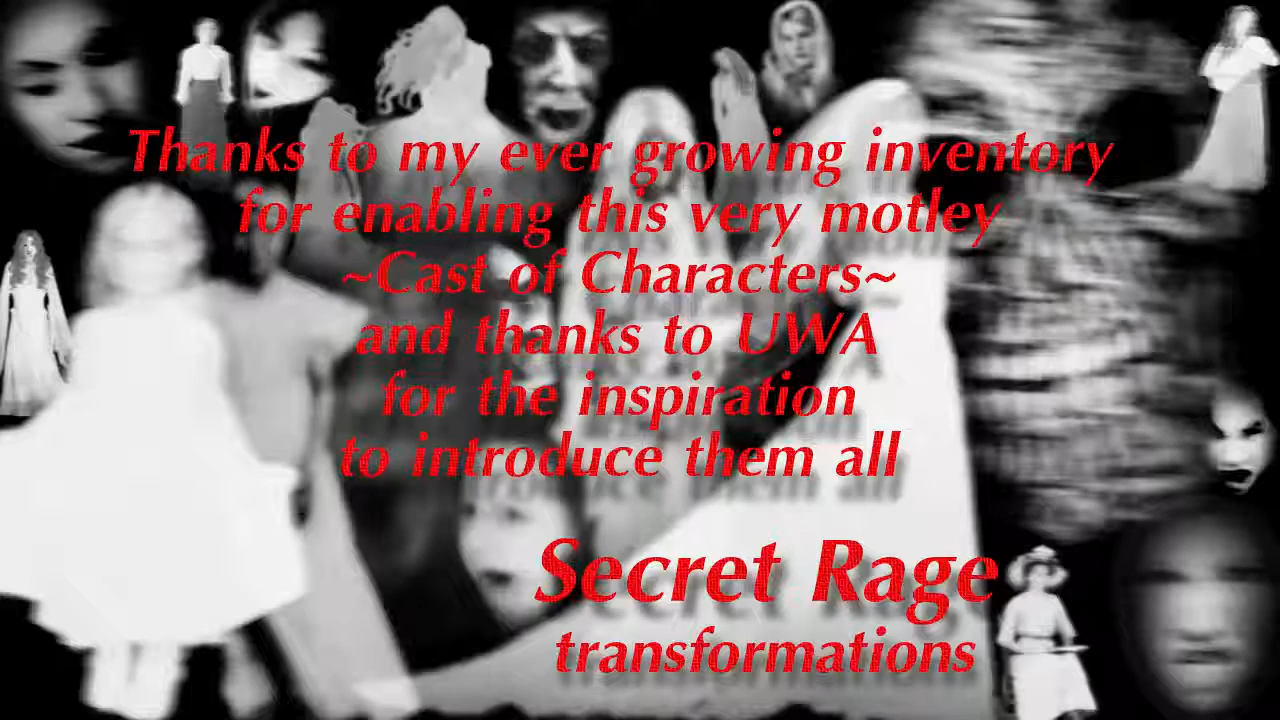 Thanks to my ever growing inventory
for enabling this very motley
~Cast of Characters~
and thanks to UWA
for the inspiration
to introduce them all
Secret Rage
transformations